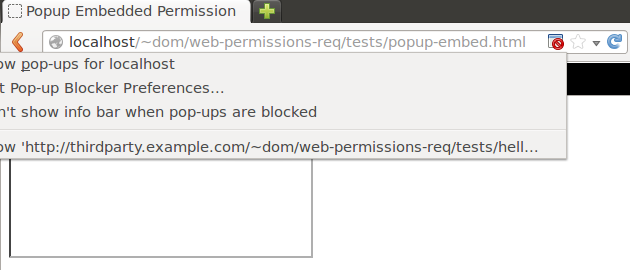 Popup Embedded Permission
localhost/~dom/web-permissions-req/tests/popup-embed.html
ow pop-ups for localhost
t Pop-up Blocker Preferences...
n't show info bar when pop-ups are blocked
ow 'http://thirdparty.example.com/~dom/web-permissions-req/tests/hell...